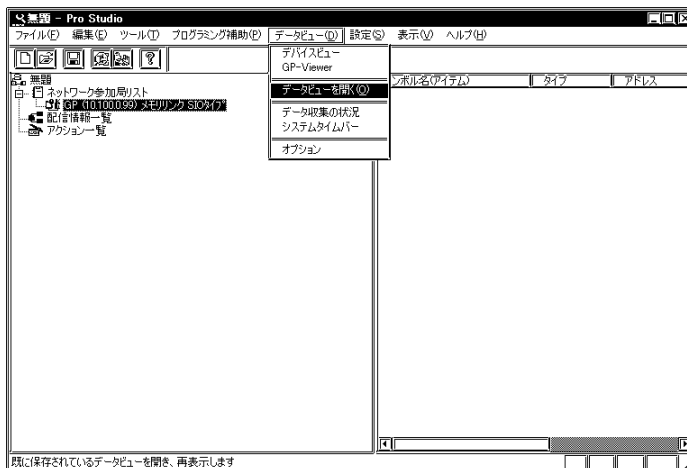 無題 - Pro Studio
ファイル(F) 編集(E) ツール(T) プログラミング補助(P) データビュー(D) 設定(S) 表示(V) ヘルプ(H)
デバイスビュー
GP-Viewer
データビューを開く(O)
データ収集の状況
システムタイムバー
オプション
無題
ネットワーク参加局リスト
GP (10.100.0.99) メモリリンク SIOタイプ
配信情報一覧
アクション一覧
ンボル名(アイテム) タイプ アドレス
既に保存されているデータビューを開き、再表示します